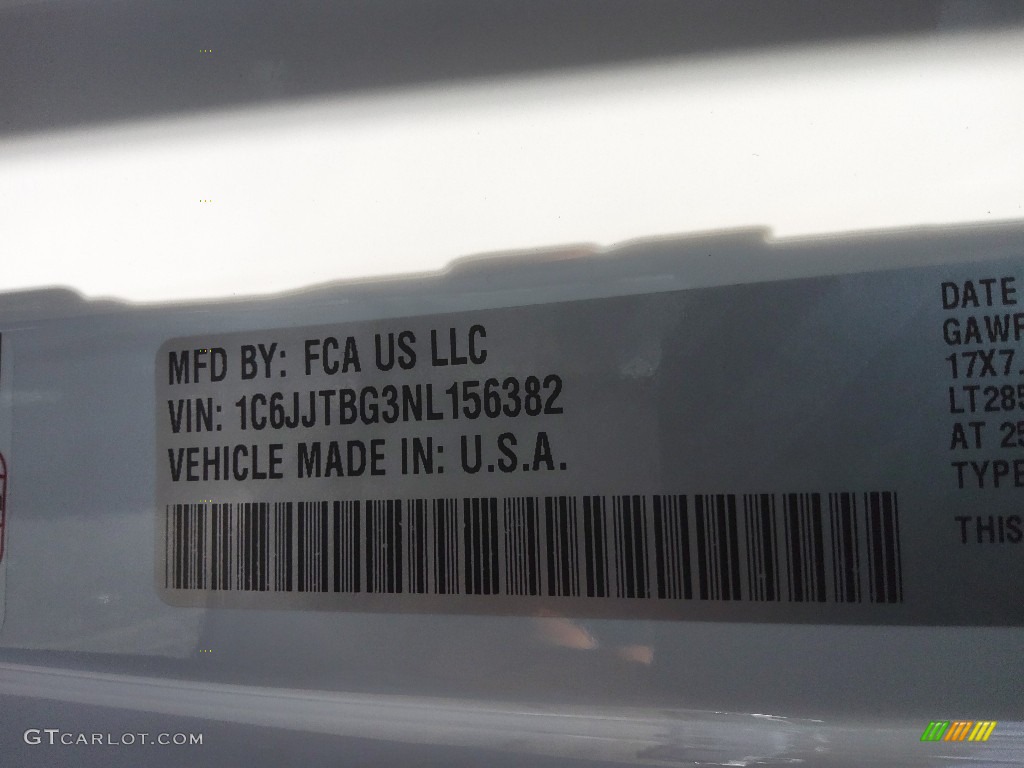 MFD BY: FCA US LLC
VIN: 1C6JJTBG3NL156382
VEHICLE MADE IN: U.S.A.
DATE
GAWR
17X7.
LT285
AT 25
TYPE
THIS
GTCARLOT.COM